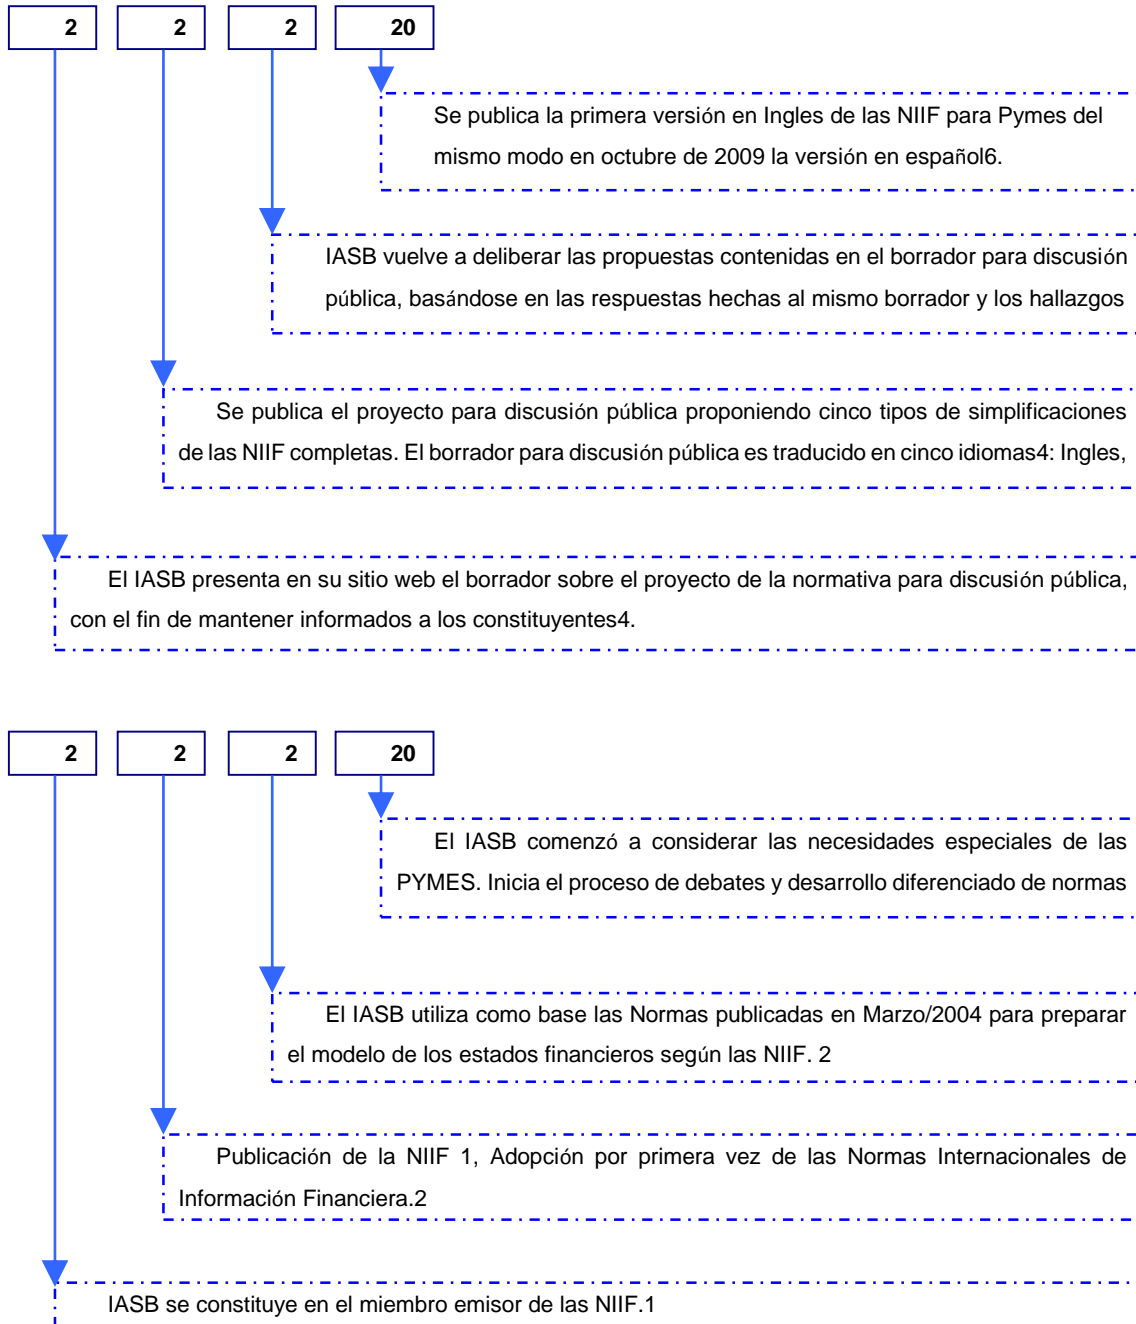 2 2 2 20
Se publica la primera versión en Ingles de las NIIF para Pymes del
mismo modo en octubre de 2009 la versión en español6.
IASB vuelve a deliberar las propuestas contenidas en el borrador para discusión
pública, basándose en las respuestas hechas al mismo borrador y los hallazgos
Se publica el proyecto para discusión pública proponiendo cinco tipos de simplificaciones
de las NIIF completas. El borrador para discusión pública es traducido en cinco idiomas4: Ingles,
El IASB presenta en su sitio web el borrador sobre el proyecto de la normativa para discusión pública,
con el fin de mantener informados a los constituyentes4.
2 2 2 20
El IASB comenzó a considerar las necesidades especiales de las
PYMES. Inicia el proceso de debates y desarrollo diferenciado de normas
El IASB utiliza como base las Normas publicadas en Marzo/2004 para preparar
el modelo de los estados financieros según las NIIF. 2
Publicación de la NIIF 1, Adopción por primera vez de las Normas Internacionales de
Información Financiera.2
IASB se constituye en el miembro emisor de las NIIF.1